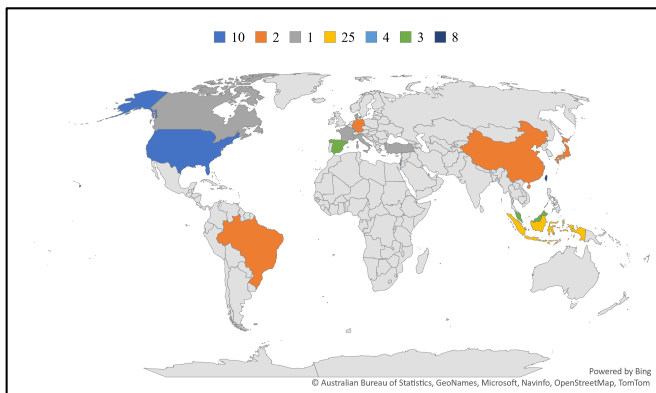 10 2 1 25 4 3 8
Powered by Bing
© Australian Bureau of Statistics, GeoNames, Microsoft, Navinfo, OpenStreetMap, TomTom